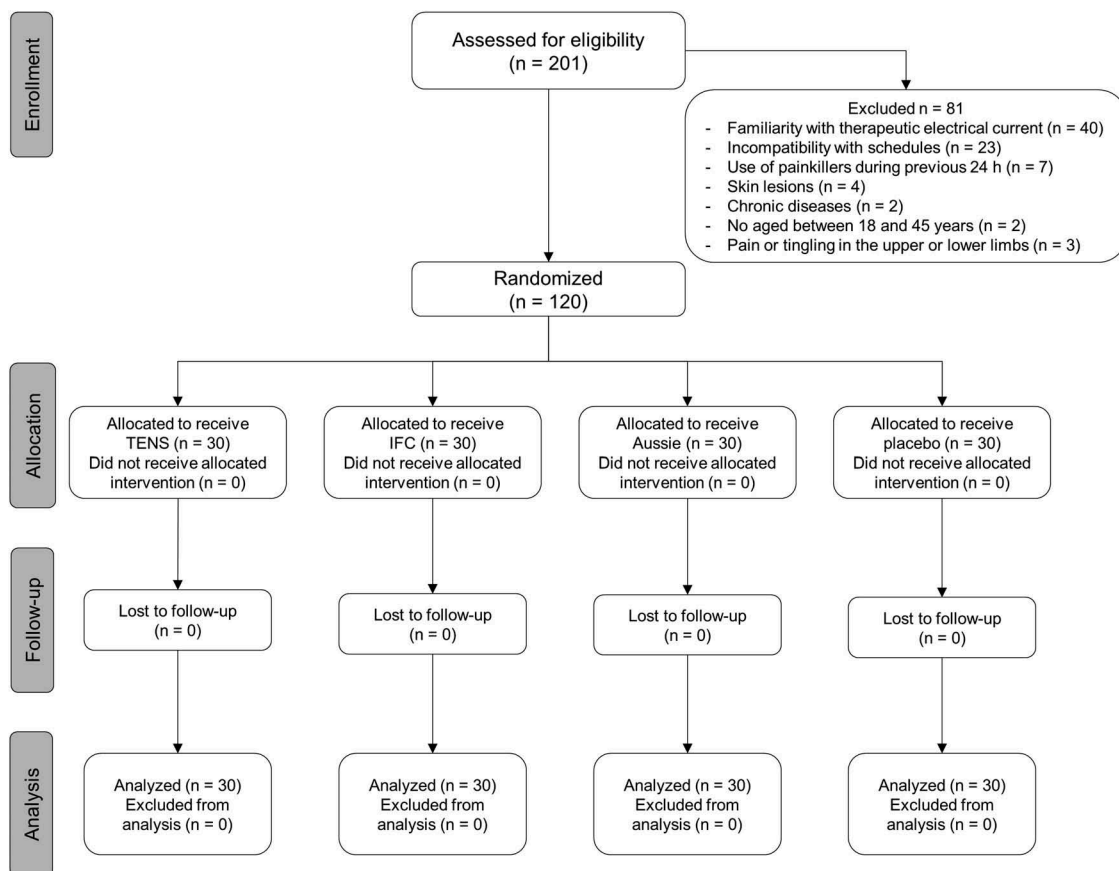 Enrollment
Assessed for eligibility
(n = 201)
Excluded n = 81
- Familiarity with therapeutic electrical current (n = 40)
- Incompatibility with schedules (n = 23)
- Use of painkillers during previous 24 h (n = 7)
- Skin lesions (n = 4)
- Chronic diseases (n = 2)
- No aged between 18 and 45 years (n = 2)
- Pain or tingling in the upper or lower limbs (n = 3)
Randomized
(n = 120)
Allocation
Allocated to receive
TENS (n = 30)
Did not receive allocated
intervention (n = 0)
Allocated to receive
IFC (n = 30)
Did not receive allocated
intervention (n = 0)
Allocated to receive
Aussie (n = 30)
Did not receive allocated
intervention (n = 0)
Allocated to receive
placebo (n = 30)
Did not receive allocated
intervention (n = 0)
Follow-up
Lost to follow-up
(n = 0)
Lost to follow-up
(n = 0)
Lost to follow-up
(n = 0)
Lost to follow-up
(n = 0)
Analysis
Analyzed (n = 30)
Excluded from
analysis (n = 0)
Analyzed (n = 30)
Excluded from
analysis (n = 0)
Analyzed (n = 30)
Excluded from
analysis (n = 0)
Analyzed (n = 30)
Excluded from
analysis (n = 0)